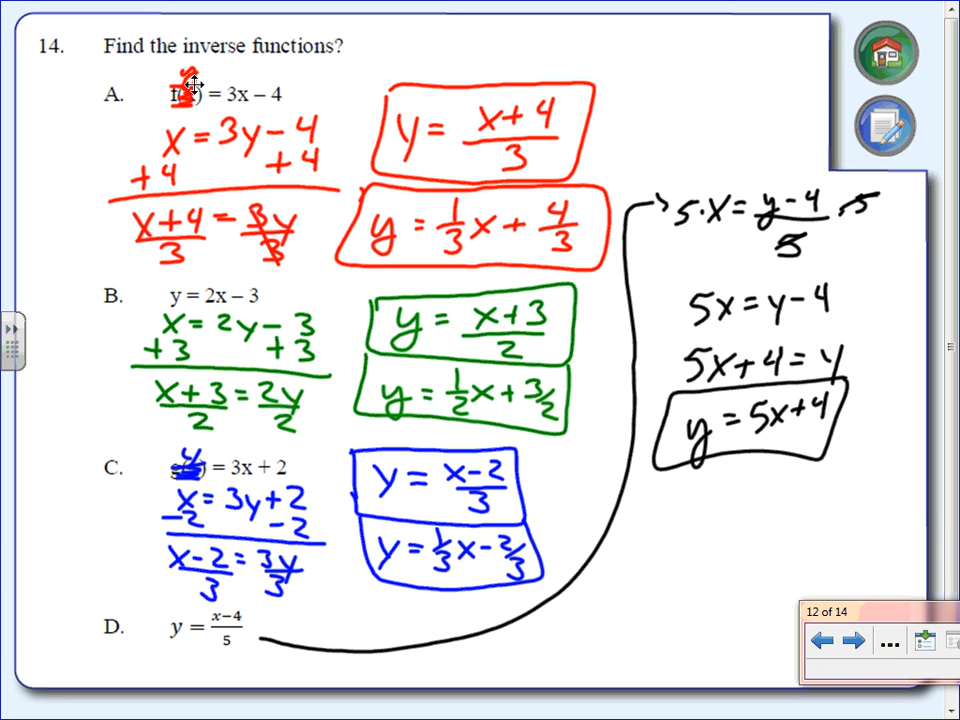 14. Find the inverse functions?
A. f(x) = 3x – 4
y
x = 3y – 4
+4 +4
x+4/3 = 3y/3
y = x+4/3
y = 1/3x + 4/3
B. y = 2x – 3
x = 2y – 3
+3 +3
x+3/2 = 2y/2
y = x+3/2
y = 1/2x + 3/2
C. g(x) = 3x + 2
y
x = 3y + 2
–2 –2
x–2/3 = 3y/3
y = x–2/3
y = 1/3x – 2/3
D. y = x–4/5
5·x = y–4/5 ·5
5x = y–4
5x+4 = y
y = 5x+4
12 of 14
...